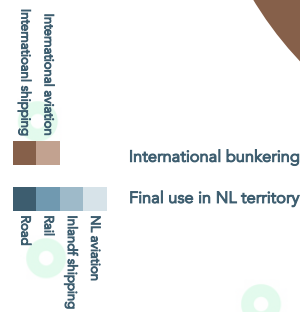 Internatioanl shipping
International aviation
International bunkering
Final use in NL territory
Road
Rail
Inlandf shipping
NL aviation